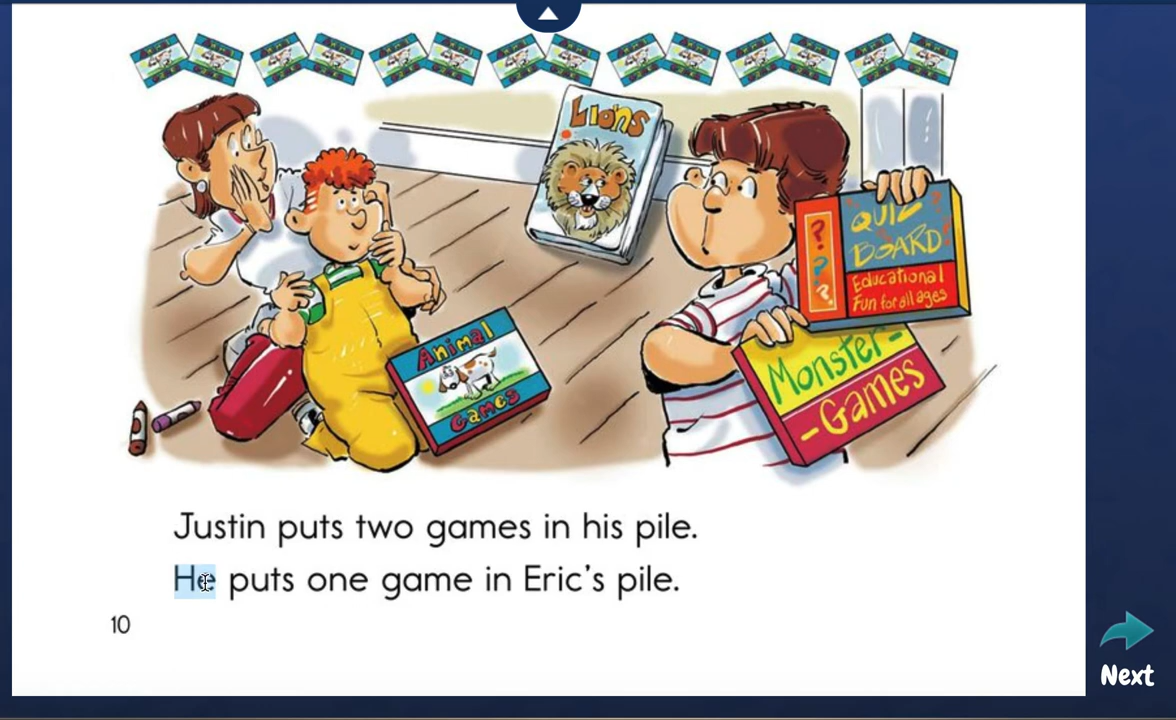 Lions
QUIZ
BOARD
? ? ?
Educational
Fun for all ages
Animal
Games
Monster-
-Games
Justin puts two games in his pile.
He puts one game in Eric's pile.
10
Next